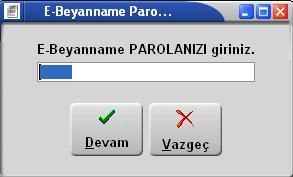 E-Beyanname Paro...
E-Beyanname PAROLANIZI giriniz.
Devam
Vazgeç